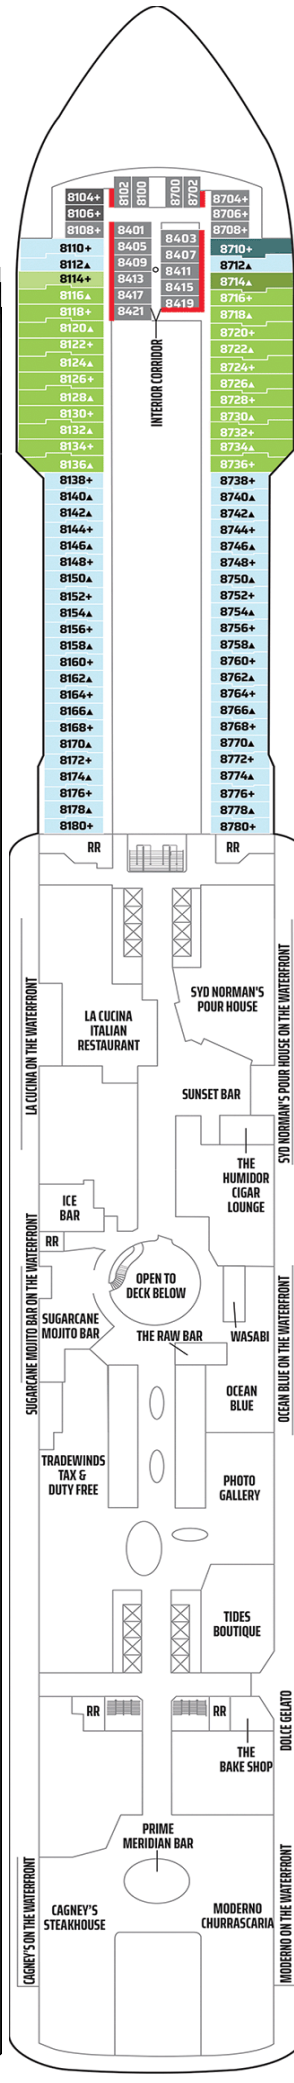 8102
8100
8700
8702
8104+
8106+
8108+
8110+
8112▲
8114+
8116▲
8118+
8120▲
8122+
8124▲
8126+
8128▲
8130+
8132▲
8134+
8136▲
8138+
8140▲
8142▲
8144+
8146▲
8148+
8150▲
8152+
8154▲
8156+
8158▲
8160+
8162▲
8164+
8166▲
8168+
8170▲
8172+
8174▲
8176+
8178▲
8180+
8401
8405
8409
8413
8417
8421
8403
8407
8411
8415
8419
INTERIOR CORRIDOR
8704+
8706+
8708+
8710+
8712▲
8714▲
8716+
8718▲
8720+
8722▲
8724+
8726▲
8728+
8730▲
8732+
8734▲
8736+
8738+
8740▲
8742▲
8744+
8746▲
8748+
8750▲
8752+
8754▲
8756+
8758▲
8760+
8762▲
8764+
8766▲
8768+
8770▲
8772+
8774▲
8776+
8778▲
8780+
RR
RR
LA CUCINA ON THE WATERFRONT
LA CUCINA
ITALIAN
RESTAURANT
SYD NORMAN'S
POUR HOUSE
SYD NORMAN'S POUR HOUSE ON THE WATERFRONT
SUNSET BAR
THE
HUMIDOR
CIGAR
LOUNGE
ICE
BAR
RR
SUGARCANE MOJITO BAR ON THE WATERFRONT
OPEN TO
DECK BELOW
SUGARCANE
MOJITO BAR
THE RAW BAR
WASABI
OCEAN BLUE ON THE WATERFRONT
OCEAN
BLUE
TRADEWINDS
TAX &
DUTY FREE
PHOTO
GALLERY
TIDES
BOUTIQUE
RR
RR
DOLCE GELATO
THE
BAKE SHOP
PRIME
MERIDIAN BAR
CAGNEY'S ON THE WATERFRONT
CAGNEY'S
STEAKHOUSE
MODERNO
CHURRASCARIA
MODERNO ON THE WATERFRONT